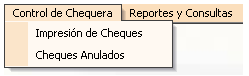 Control de Chequera Reportes y Consultas
Impresión de Cheques
Cheques Anulados